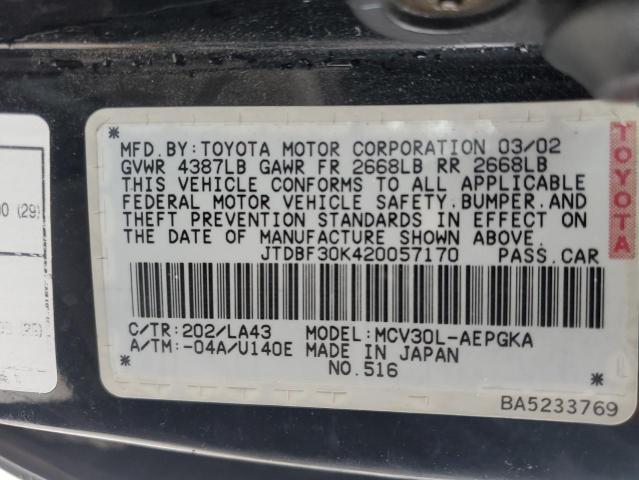 MFD.BY:TOYOTA MOTOR CORPORATION 03/02
GVWR 4387LB GAWR FR 2668LB RR 2668LB
THIS VEHICLE CONFORMS TO ALL APPLICABLE
FEDERAL MOTOR VEHICLE SAFETY.BUMPER.AND
THEFT PREVENTION STANDARDS IN EFFECT ON
THE DATE OF MANUFACTURE SHOWN ABOVE.
JTDBF30K420057170 PASS.CAR
C/TR:202/LA43 MODEL:MCV30L-AEPGKA
A/TM:-04A/U140E MADE IN JAPAN
NO.516
BA5233769
TOYOTA
(29)